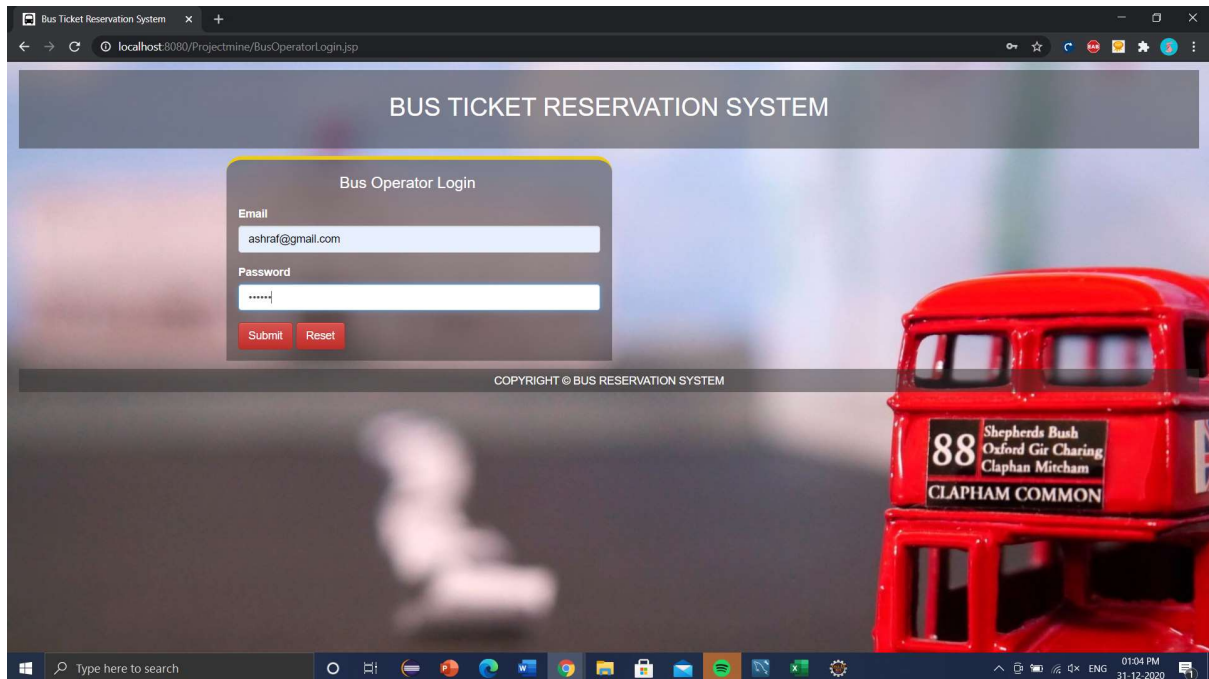 Bus Ticket Reservation System
localhost:8080/Projectmine/BusOperatorLogin.jsp
BUS TICKET RESERVATION SYSTEM
Bus Operator Login
Email
ashraf@gmail.com
Password
••••••
Submit Reset
COPYRIGHT © BUS RESERVATION SYSTEM
88
Shepherds Bush
Oxford Gir Charing
Claphan Mitcham
CLAPHAM COMMON
Type here to search
ENG
01:04 PM
31-12-2020